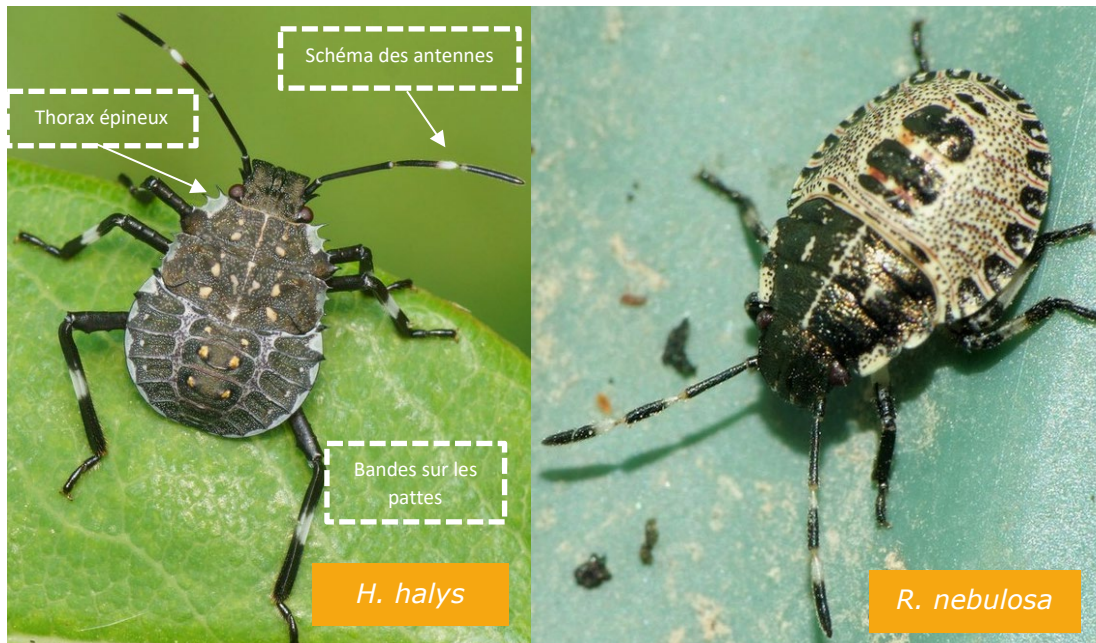 Schéma des antennes
Thorax épineux
Bandes sur les
pattes
H. halys
R. nebulosa